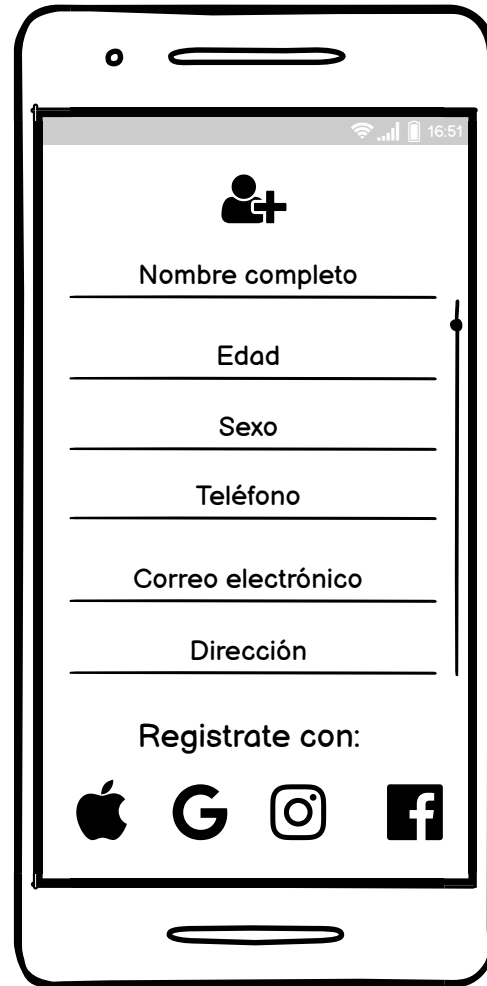 16:51
Nombre completo
Edad
Sexo
Teléfono
Correo electrónico
Dirección
Registrate con: